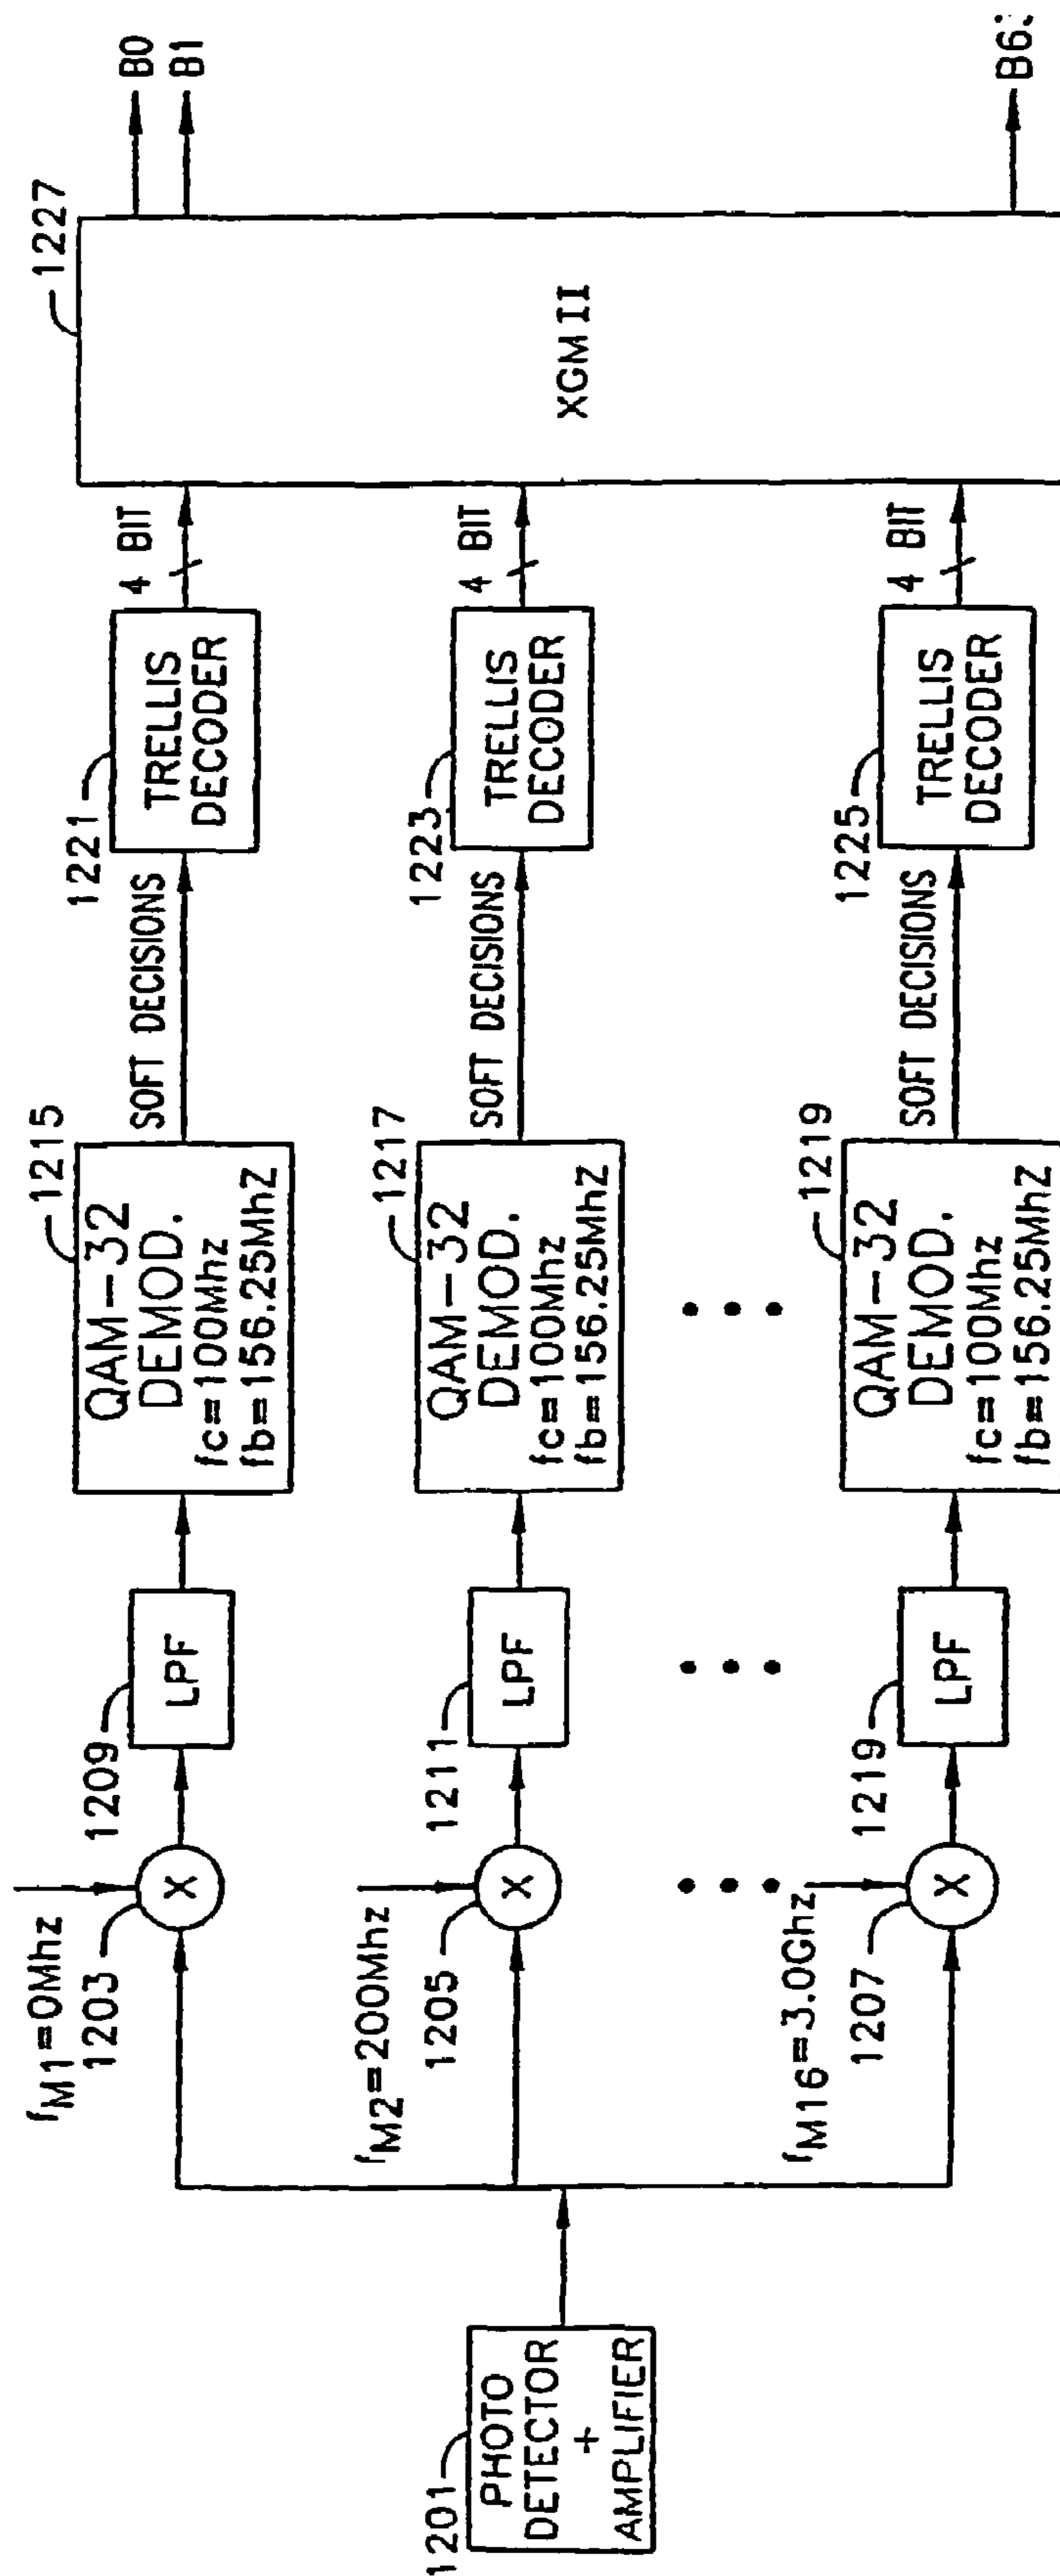 1201
PHOTO
DETECTOR
+
AMPLIFIER
fM1=0Mhz
1203
X
1209
LPF
1215
QAM-32
DEMOD.
fc=100Mhz
fb=156.25MhZ
SOFT DECISIONS
1221
TRELLIS
DECODER
4 BIT
fM2=200Mhz
1205
X
1211
LPF
1217
QAM-32
DEMOD.
fc=100Mhz
fb=156.25MhZ
SOFT DECISIONS
1223
TRELLIS
DECODER
4 BIT
fM16=3.0Ghz
1207
X
1219
LPF
1219
QAM-32
DEMOD.
fc=100Mhz
fb=156.25MhZ
SOFT DECISIONS
1225
TRELLIS
DECODER
4 BIT
1227
XGMII
B0
B1